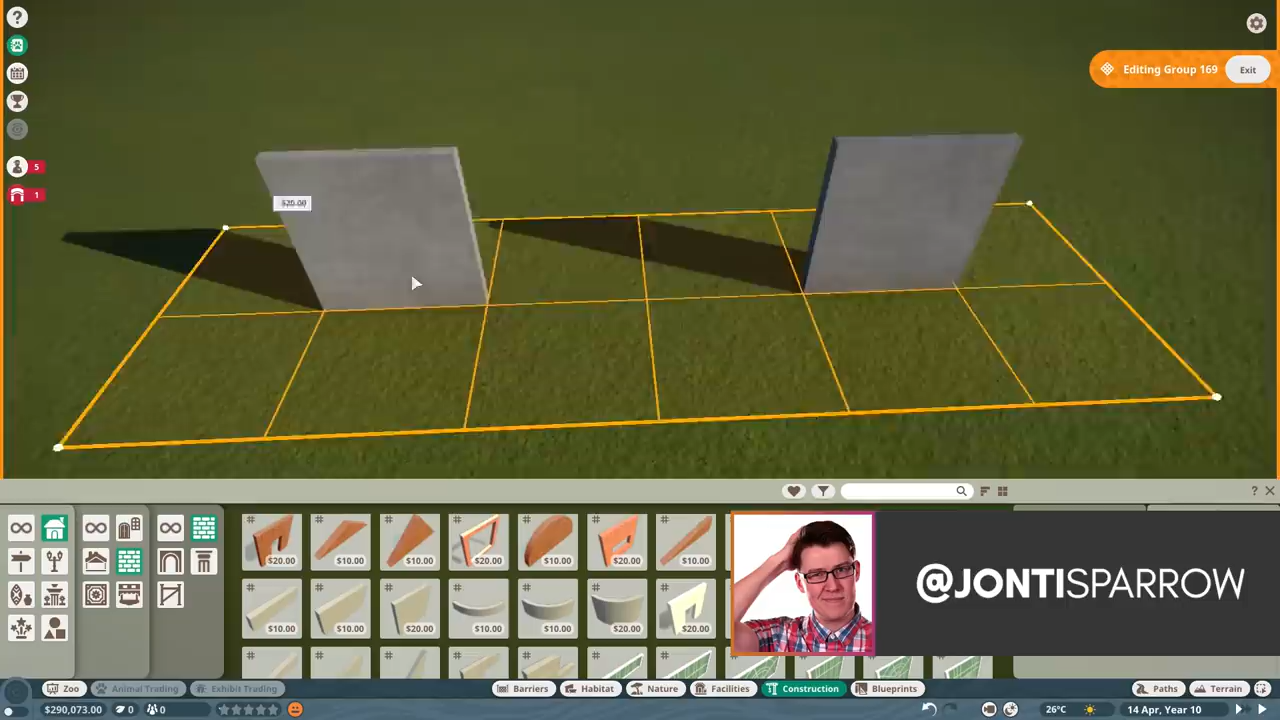 ?
Editing Group 169 Exit
5
1
$20.00
? ×
$20.00 $10.00 $10.00 $20.00 $10.00 $20.00 $10.00
$10.00 $10.00 $20.00 $10.00 $10.00 $20.00 $20.00
@JONTISPARROW
Zoo Animal Trading Exhibit Trading Barriers Habitat Nature Facilities Construction Blueprints Paths Terrain
$290,073.00 0 0 26°C 14 Apr, Year 10